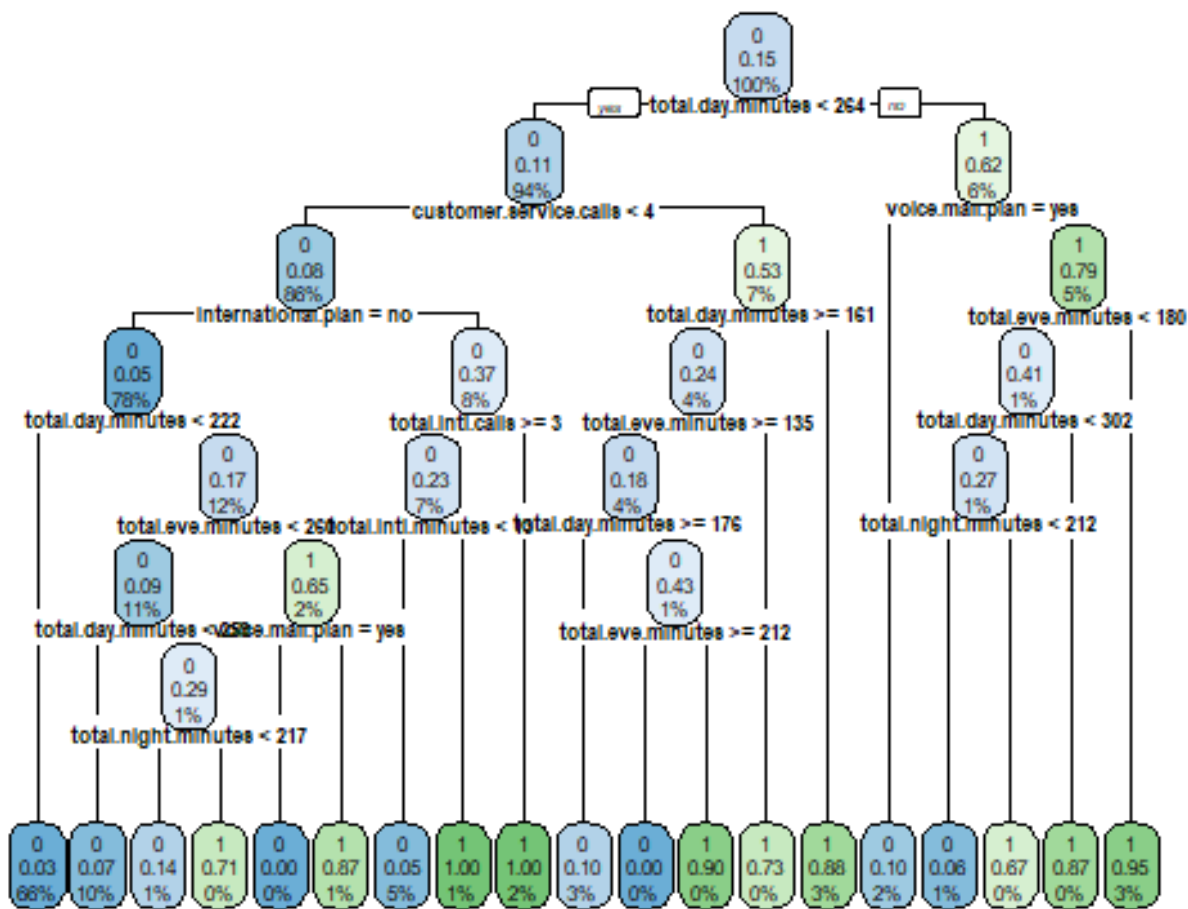 0
0.15
100%
yes total.day.minutes < 264 no
0
0.11
94%
1
0.62
6%
customer.service.calls < 4
voice.mail.plan = yes
0
0.08
86%
1
0.53
7%
1
0.79
5%
international.plan = no
total.day.minutes >= 161
total.eve.minutes < 180
0
0.05
78%
0
0.37
8%
0
0.24
4%
0
0.41
1%
total.day.minutes < 222
total.intl.calls >= 3
total.eve.minutes >= 135
total.day.minutes < 302
0
0.17
12%
0
0.23
7%
0
0.18
4%
0
0.27
1%
total.eve.minutes <
total.intl.minutes <
total.day.minutes >= 176
total.night.minutes < 212
0
0.09
11%
1
0.65
2%
0
0.43
1%
total.day.minutes <
voice.mail.plan = yes
total.eve.minutes >= 212
0
0.29
1%
total.night.minutes < 217
0 0 0 1 0 1 0 1 1 0 0 1 1 1 0 0 1 1 1
0.03 0.07 0.14 0.71 0.00 0.87 0.05 1.00 1.00 0.10 0.00 0.90 0.73 0.88 0.10 0.06 0.67 0.87 0.95
66% 10% 1% 0% 0% 1% 5% 1% 2% 3% 0% 0% 0% 3% 2% 1% 0% 0% 3%